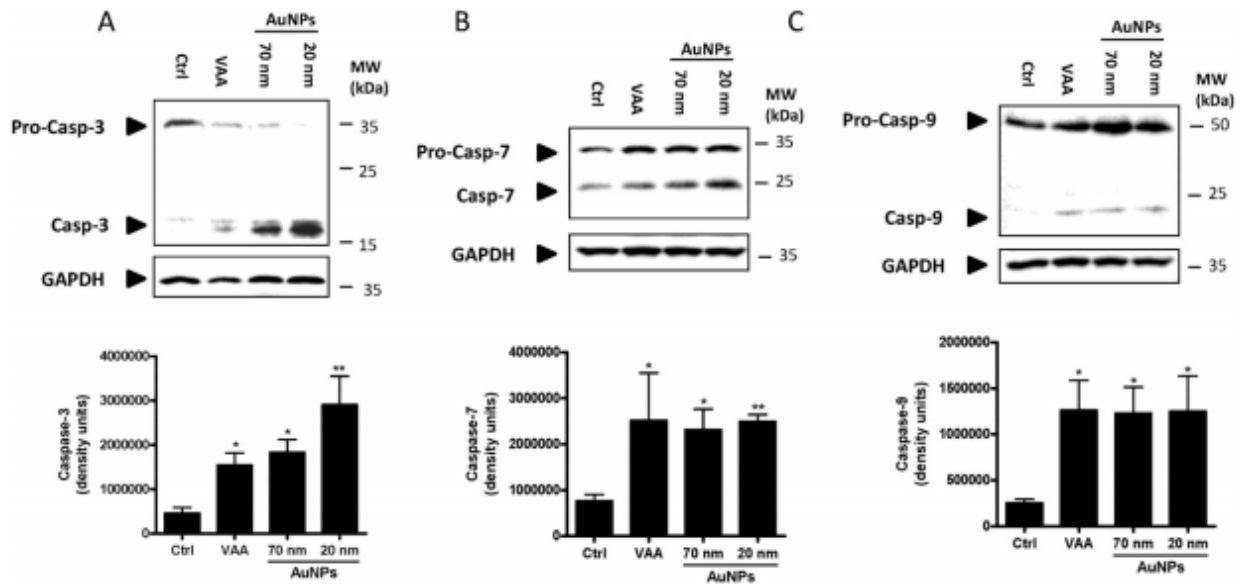 A
AuNPs
Ctrl
VAA
70 nm
20 nm
MW
(kDa)
Pro-Casp-3
35
25
Casp-3
15
GAPDH
35
B
AuNPs
Ctrl
VAA
70 nm
20 nm
MW
(kDa)
Pro-Casp-7
35
Casp-7
25
GAPDH
35
C
AuNPs
Ctrl
VAA
70 nm
20 nm
MW
(kDa)
Pro-Casp-9
50
25
Casp-9
GAPDH
35
Caspase-3
(density units)
4000000
3000000
2000000
1000000
0
*
*
**
Ctrl VAA 70 nm 20 nm
AuNPs
Caspase-7
(density units)
4000000
3000000
2000000
1000000
0
*
*
**
Ctrl VAA 70 nm 20 nm
AuNPs
Caspase-9
(density units)
2000000
1500000
1000000
500000
0
*
*
*
Ctrl VAA 70 nm 20 nm
AuNPs